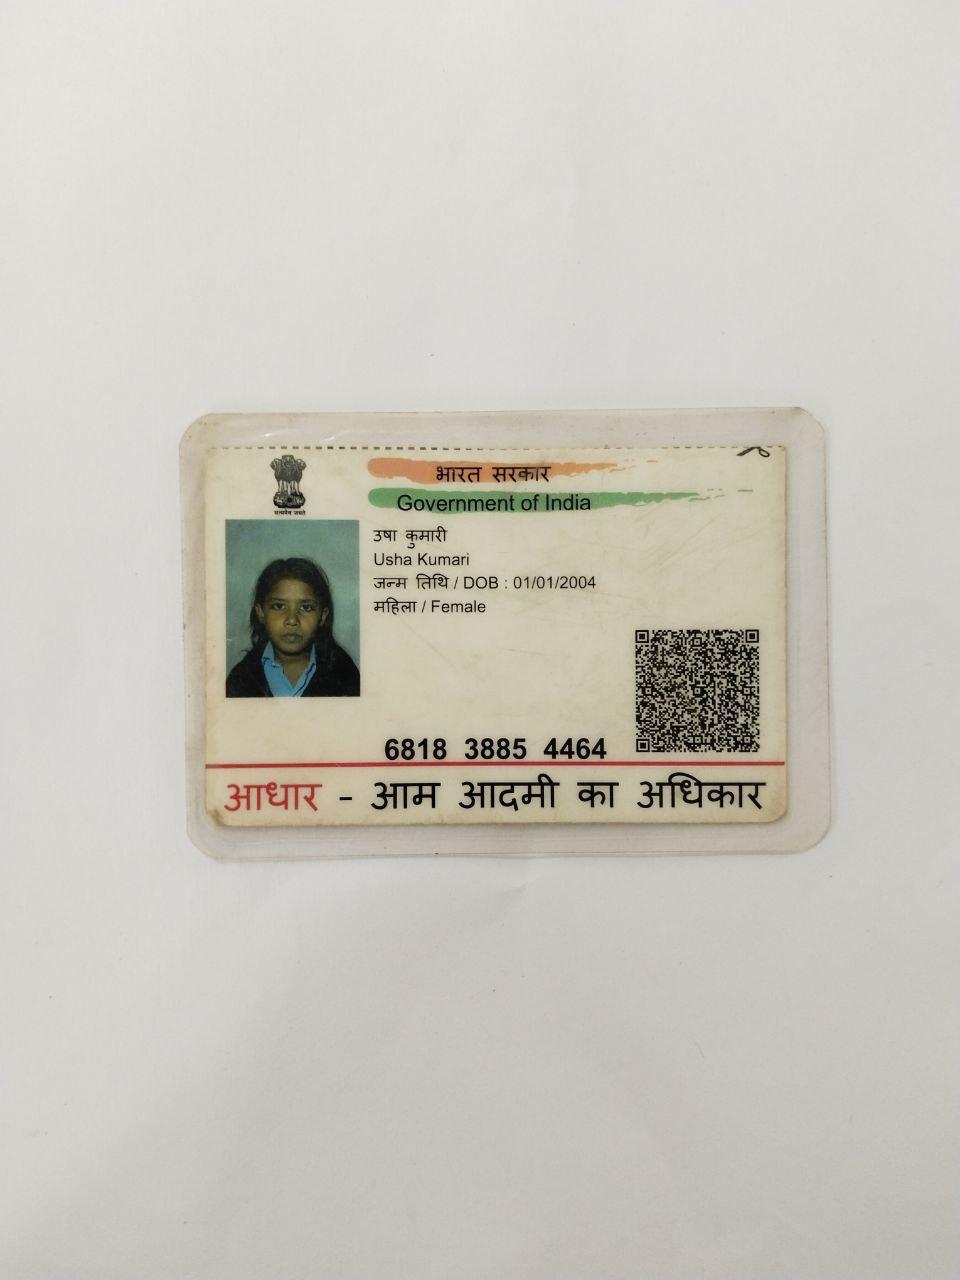 भारत सरकार
Government of India
सत्यमेव जयते
उषा कुमारी
Usha Kumari
जन्म तिथि / DOB : 01/01/2004
महिला / Female
6818 3885 4464
आधार - आम आदमी का अधिकार